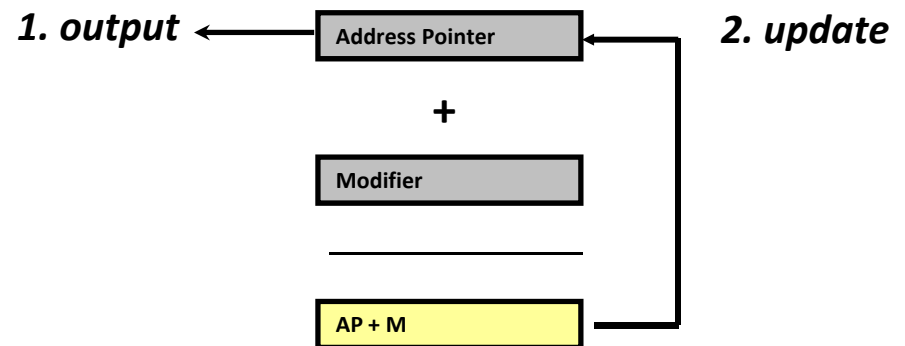 1. output
Address Pointer
2. update
+
Modifier
AP + M